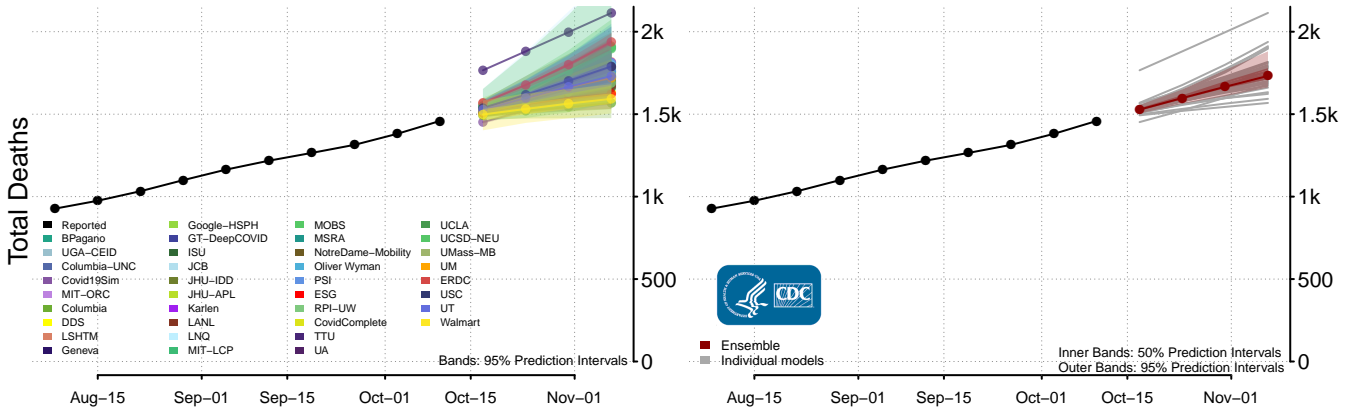 Total Deaths
2k
1.5k
1k
500
0
Reported
BPagano
UGA−CEID
Columbia−UNC
Covid19Sim
MIT−ORC
Columbia
DDS
LSHTM
Geneva
Google−HSPH
GT−DeepCOVID
ISU
JCB
JHU−IDD
JHU−APL
Karlen
LANL
LNQ
MIT−LCP
MOBS
MSRA
NotreDame−Mobility
Oliver Wyman
PSI
ESG
RPI−UW
CovidComplete
TTU
UA
UCLA
UCSD−NEU
UMass−MB
UM
ERDC
USC
UT
Walmart
Bands: 95% Prediction Intervals
Aug−15 Sep−01 Sep−15 Oct−01 Oct−15 Nov−01
2k
1.5k
1k
500
0
CDC
Ensemble
Individual models
Inner Bands: 50% Prediction Intervals
Outer Bands: 95% Prediction Intervals
Aug−15 Sep−01 Sep−15 Oct−01 Oct−15 Nov−01